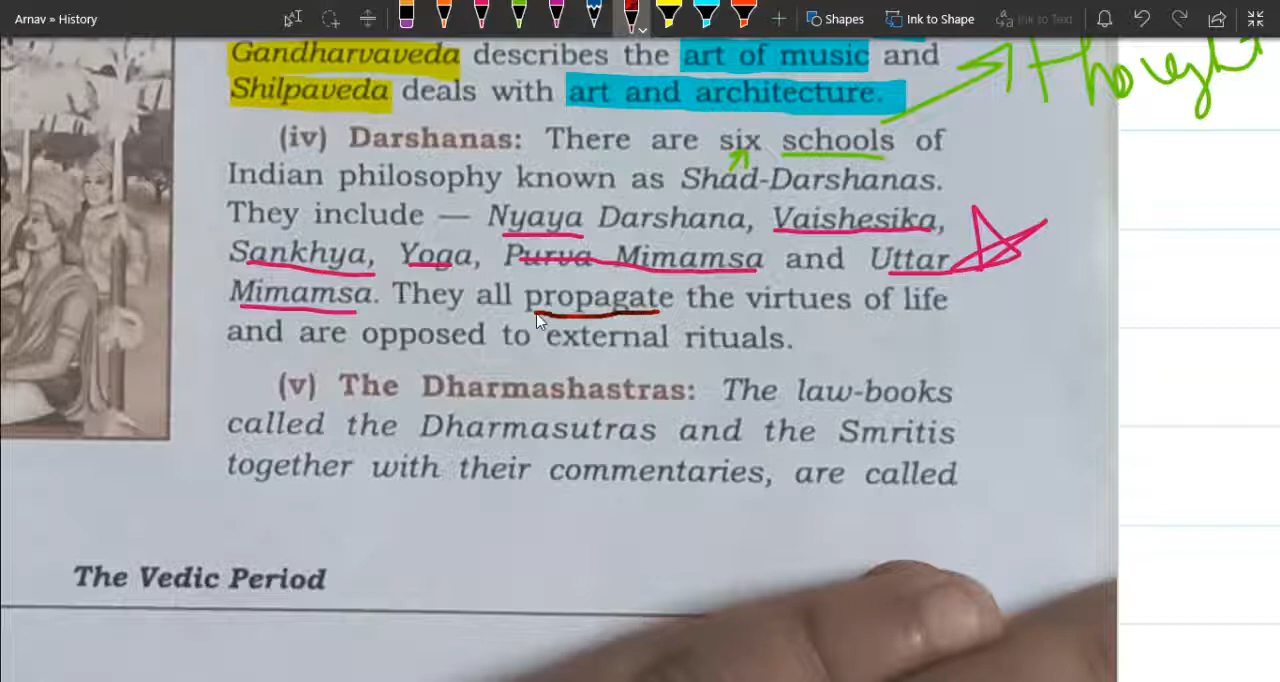 Arnav » History
Shapes
Ink to Shape
Ink to Text
Gandharvaveda describes the art of music and
Shilpaveda deals with art and architecture.
Thought
(iv) Darshanas: There are six schools of
Indian philosophy known as Shad-Darshanas.
They include — Nyaya Darshana, Vaishesika,
Sankhya, Yoga, Purva Mimamsa and Uttar
Mimamsa. They all propagate the virtues of life
and are opposed to external rituals.
(v) The Dharmashastras: The law-books
called the Dharmasutras and the Smritis
together with their commentaries, are called
The Vedic Period